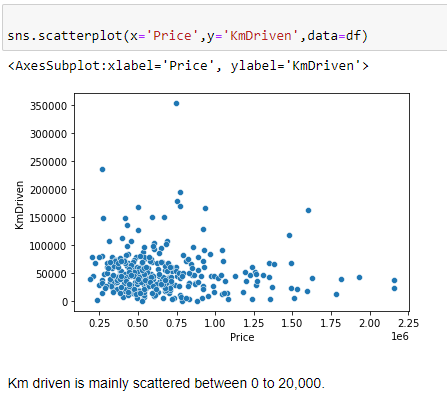 sns.scatterplot(x='Price',y='KmDriven',data=df)
<AxesSubplot:xlabel='Price', ylabel='KmDriven'>
350000
300000
250000
200000
150000
100000
50000
0
KmDriven
0.25 0.50 0.75 1.00 1.25 1.50 1.75 2.00 2.25
Price
1e6
Km driven is mainly scattered between 0 to 20,000.